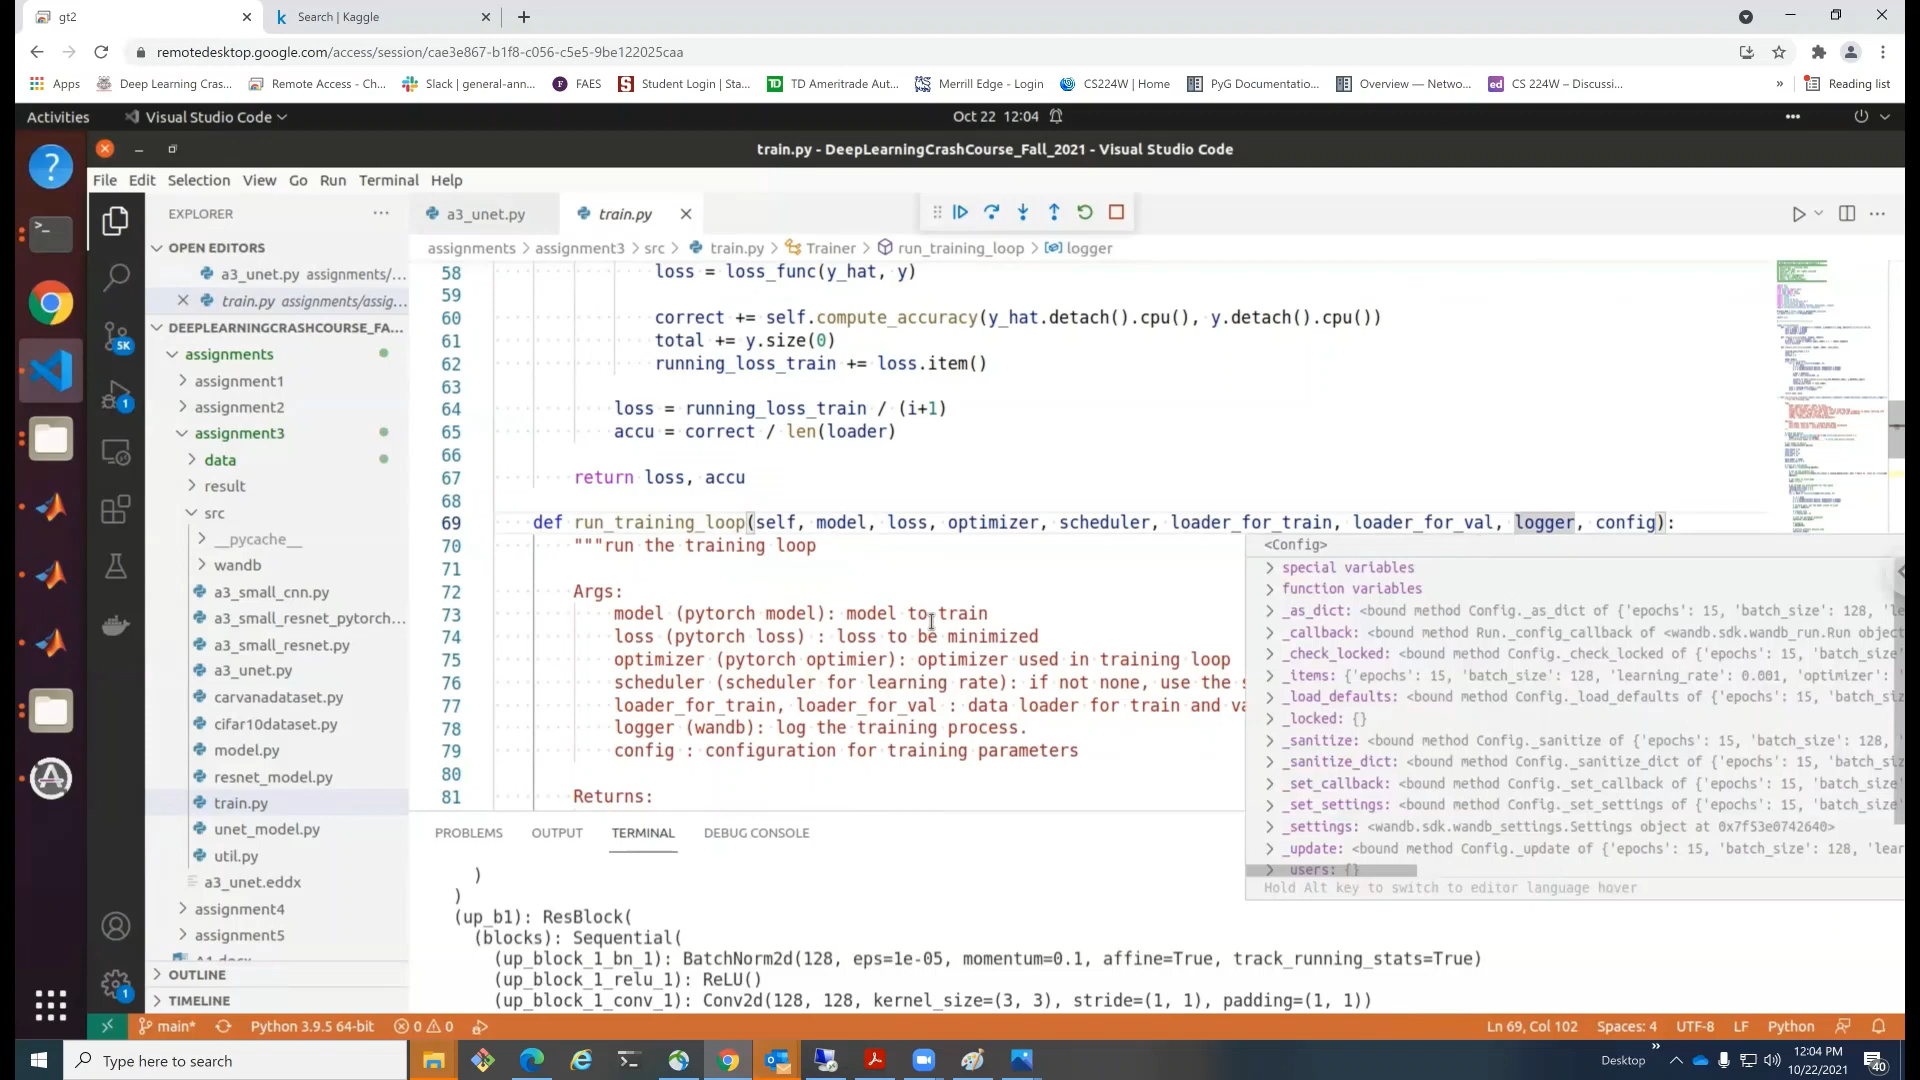 gt2
Search | Kaggle
remotedesktop.google.com/access/session/cae3e867-b1f8-c056-c5e5-9be122025caa
Apps
Deep Learning Cras...
Remote Access - Ch...
Slack | general-ann...
FAES
Student Login | Sta...
TD Ameritrade Aut...
Merrill Edge - Login
CS224W | Home
PyG Documentatio...
Overview — Netwo...
CS 224W – Discussi...
»
Reading list
Activities
Visual Studio Code
Oct 22 12:04
train.py - DeepLearningCrashCourse_Fall_2021 - Visual Studio Code
File Edit Selection View Go Run Terminal Help
EXPLORER
OPEN EDITORS
a3_unet.py assignments/...
train.py assignments/assig...
DEEPLEARNINGCRASHCOURSE_FA...
assignments
assignment1
assignment2
assignment3
data
result
src
__pycache__
wandb
a3_small_cnn.py
a3_small_resnet_pytorch...
a3_small_resnet.py
a3_unet.py
carvanadataset.py
cifar10dataset.py
model.py
resnet_model.py
train.py
unet_model.py
util.py
a3_unet.eddx
assignment4
assignment5
A1.docx
OUTLINE
TIMELINE
5K
1
1
a3_unet.py
train.py
assignments > assignment3 > src > train.py > Trainer > run_training_loop > logger
58 loss = loss_func(y_hat, y)
59
60 correct += self.compute_accuracy(y_hat.detach().cpu(), y.detach().cpu())
61 total += y.size(0)
62 running_loss_train += loss.item()
63
64 loss = running_loss_train / (i+1)
65 accu = correct / len(loader)
66
67 return loss, accu
68
69 def run_training_loop(self, model, loss, optimizer, scheduler, loader_for_train, loader_for_val, logger, config):
70 """run the training loop
71
72 Args:
73 model (pytorch model): model to train
74 loss (pytorch loss) : loss to be minimized
75 optimizer (pytorch optimier): optimizer used in training loop
76 scheduler (scheduler for learning rate): if not none, use the s
77 loader_for_train, loader_for_val : data loader for train and va
78 logger (wandb): log the training process.
79 config : configuration for training parameters
80
81 Returns:
<Config>
special variables
function variables
_as_dict: <bound method Config._as_dict of {'epochs': 15, 'batch_size': 128, 'le
_callback: <bound method Run._config_callback of <wandb.sdk.wandb_run.Run object
_check_locked: <bound method Config._check_locked of {'epochs': 15, 'batch_size'
_items: {'epochs': 15, 'batch_size': 128, 'learning_rate': 0.001, 'optimizer': '
_load_defaults: <bound method Config._load_defaults of {'epochs': 15, 'batch_siz
_locked: {}
_sanitize: <bound method Config._sanitize of {'epochs': 15, 'batch_size': 128, '
_sanitize_dict: <bound method Config._sanitize_dict of {'epochs': 15, 'batch_siz
_set_callback: <bound method Config._set_callback of {'epochs': 15, 'batch_size'
_set_settings: <bound method Config._set_settings of {'epochs': 15, 'batch_size'
_settings: <wandb.sdk.wandb_settings.Settings object at 0x7f53e0742640>
_update: <bound method Config._update of {'epochs': 15, 'batch_size': 128, 'lear
users: {}
Hold Alt key to switch to editor language hover
PROBLEMS OUTPUT TERMINAL DEBUG CONSOLE
)
)
(up_b1): ResBlock(
(blocks): Sequential(
(up_block_1_bn_1): BatchNorm2d(128, eps=1e-05, momentum=0.1, affine=True, track_running_stats=True)
(up_block_1_relu_1): ReLU()
(up_block_1_conv_1): Conv2d(128, 128, kernel_size=(3, 3), stride=(1, 1), padding=(1, 1))
main* Python 3.9.5 64-bit 0 0 Ln 69, Col 102 Spaces: 4 UTF-8 LF Python
Type here to search
Desktop
»
12:04 PM
10/22/2021
40